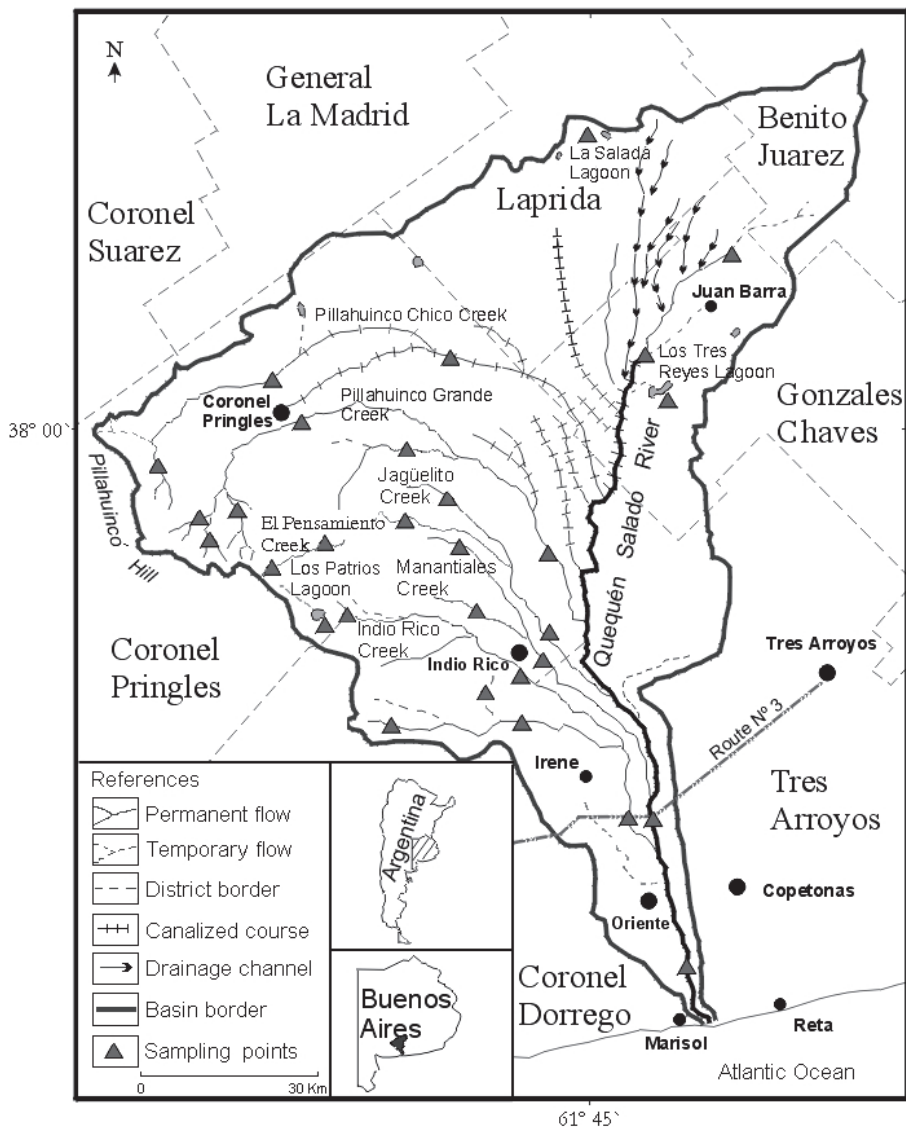 N
General
La Madrid
Benito
Juarez
La Salada
Lagoon
Laprida
Coronel
Suarez
Juan Barra
Pillahuinco Chico Creek
Los Tres
Reyes Lagoon
Pillahuinco Grande
Creek
Coronel
Pringles
Gonzales
Chaves
38° 00`
Pillahuinco
Hill
Jagüelito
Creek
Quequén Salado River
El Pensamiento
Creek
Los Patrios
Lagoon
Manantiales
Creek
Indio Rico
Creek
Coronel
Pringles
Indio Rico
Tres Arroyos
Route Nº 3
Irene
Tres
Arroyos
Copetonas
Oriente
Coronel
Dorrego
Marisol
Reta
Atlantic Ocean
References
Permanent flow
Temporary flow
District border
Canalized course
Drainage channel
Basin border
Sampling points
0 30 Km
Argentina
Buenos
Aires
61° 45`